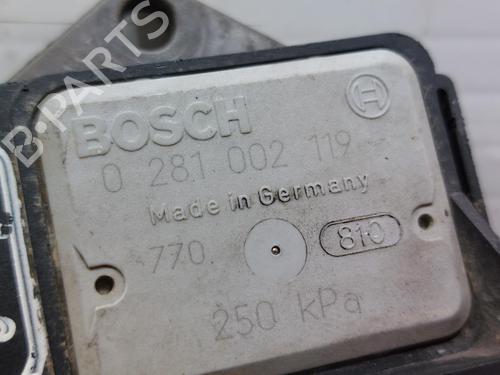 B-PARTS
BOSCH
0 281 002 119
Made in Germany
770. 810
250 kPa